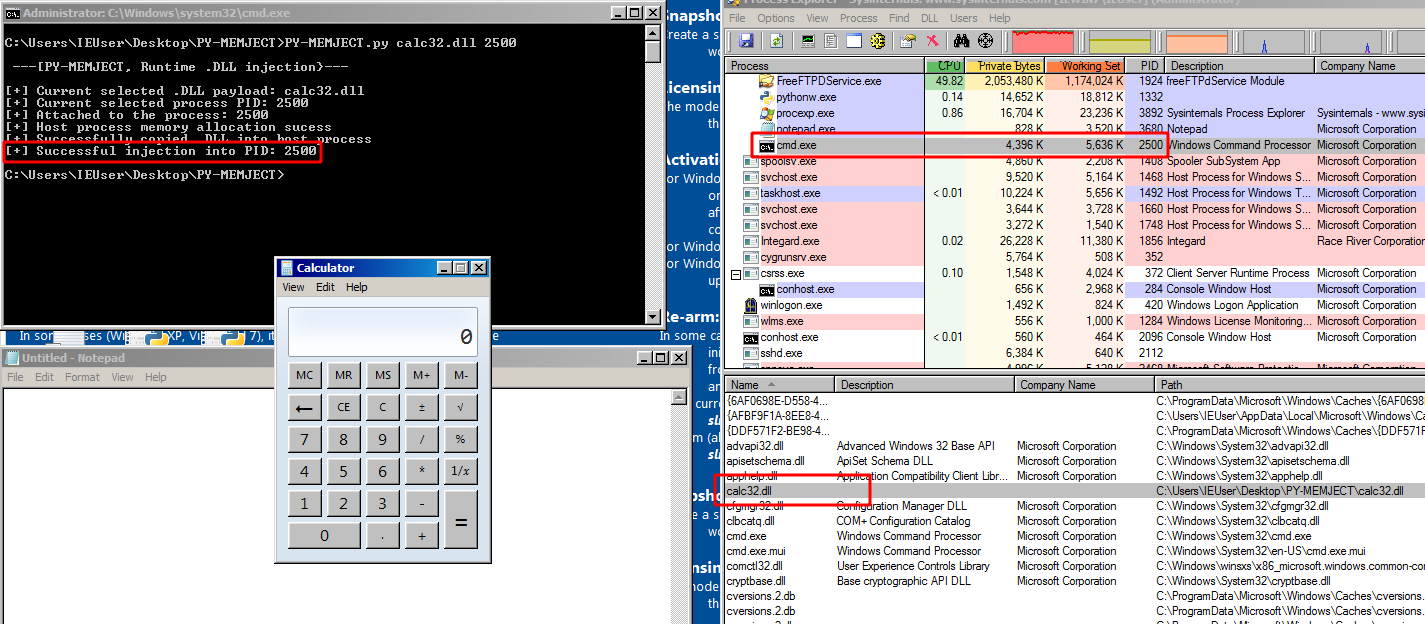 Administrator: C:\Windows\system32\cmd.exe
C:\Users\IEUser\Desktop\PY-MEMJECT>PY-MEMJECT.py calc32.dll 2500
---[PY-MEMJECT, Runtime .DLL injection}---
[+] Current selected .DLL payload: calc32.dll
[+] Current selected process PID: 2500
[+] Attached to the process: 2500
[+] Host process memory allocation sucess
[+] Successfully copied .DLL into host process
[+] Successful injection into PID: 2500
C:\Users\IEUser\Desktop\PY-MEMJECT>
Calculator
View Edit Help
0
MC MR MS M+ M-
← CE C ± √
7 8 9 / %
4 5 6 * 1/x
1 2 3 - =
0 . +
Untitled - Notepad
File Edit Format View Help
File Options View Process Find DLL Users Help
Process CPU Private Bytes Working Set PID Description Company Name
FreeFTPDService.exe 49.82 2,053,480 K 1,174,024 K 1924 freeFTPdService Module
pythonw.exe 0.14 14,652 K 18,812 K 1332
procexp.exe 0.86 16,704 K 23,236 K 3892 Sysinternals Process Explorer Sysinternals - www.sysi
notepad.exe 828 K 3,520 K 3680 Notepad Microsoft Corporation
cmd.exe 4,396 K 5,636 K 2500 Windows Command Processor Microsoft Corporation
spoolsv.exe 4,860 K 2,208 K 1408 Spooler SubSystem App Microsoft Corporation
svchost.exe 9,520 K 5,164 K 1468 Host Process for Windows S... Microsoft Corporation
taskhost.exe < 0.01 10,224 K 5,656 K 1492 Host Process for Windows T... Microsoft Corporation
svchost.exe 3,644 K 3,728 K 1660 Host Process for Windows S... Microsoft Corporation
svchost.exe 3,272 K 1,540 K 1748 Host Process for Windows S... Microsoft Corporation
Integard.exe 0.02 26,228 K 11,380 K 1856 Integard Race River Corporation
cygrunsrv.exe 5,764 K 508 K 352
csrss.exe 0.10 1,548 K 4,024 K 372 Client Server Runtime Process Microsoft Corporation
conhost.exe 656 K 2,968 K 284 Console Window Host Microsoft Corporation
winlogon.exe 1,492 K 824 K 420 Windows Logon Application Microsoft Corporation
wlms.exe 556 K 1,000 K 1284 Windows License Monitoring... Microsoft Corporation
conhost.exe < 0.01 560 K 464 K 2096 Console Window Host Microsoft Corporation
sshd.exe 6,384 K 640 K 2112
Name Description Company Name Path
{6AF0698E-D558-4... C:\ProgramData\Microsoft\Windows\Caches\{6AF0698E
{AFBF9F1A-8EE8-4... C:\Users\IEUser\AppData\Local\Microsoft\Windows\Ca
{DDF571F2-BE98-4... C:\ProgramData\Microsoft\Windows\Caches\{DDF571F
advapi32.dll Advanced Windows 32 Base API Microsoft Corporation C:\Windows\System32\advapi32.dll
apisetschema.dll ApiSet Schema DLL Microsoft Corporation C:\Windows\System32\apisetschema.dll
apphelp.dll Application Compatibility Client Libr... Microsoft Corporation C:\Windows\System32\apphelp.dll
calc32.dll C:\Users\IEUser\Desktop\PY-MEMJECT\calc32.dll
cfgmgr32.dll Configuration Manager DLL Microsoft Corporation C:\Windows\System32\cfgmgr32.dll
clbcatq.dll COM+ Configuration Catalog Microsoft Corporation C:\Windows\System32\clbcatq.dll
cmd.exe Windows Command Processor Microsoft Corporation C:\Windows\System32\cmd.exe
cmd.exe.mui Windows Command Processor Microsoft Corporation C:\Windows\System32\en-US\cmd.exe.mui
comctl32.dll User Experience Controls Library Microsoft Corporation C:\Windows\winsxs\x86_microsoft.windows.common-co
cryptbase.dll Base cryptographic API DLL Microsoft Corporation C:\Windows\System32\cryptbase.dll
cversions.2.db C:\ProgramData\Microsoft\Windows\Caches\cversions.
cversions.2.db C:\ProgramData\Microsoft\Windows\Caches\cversions.